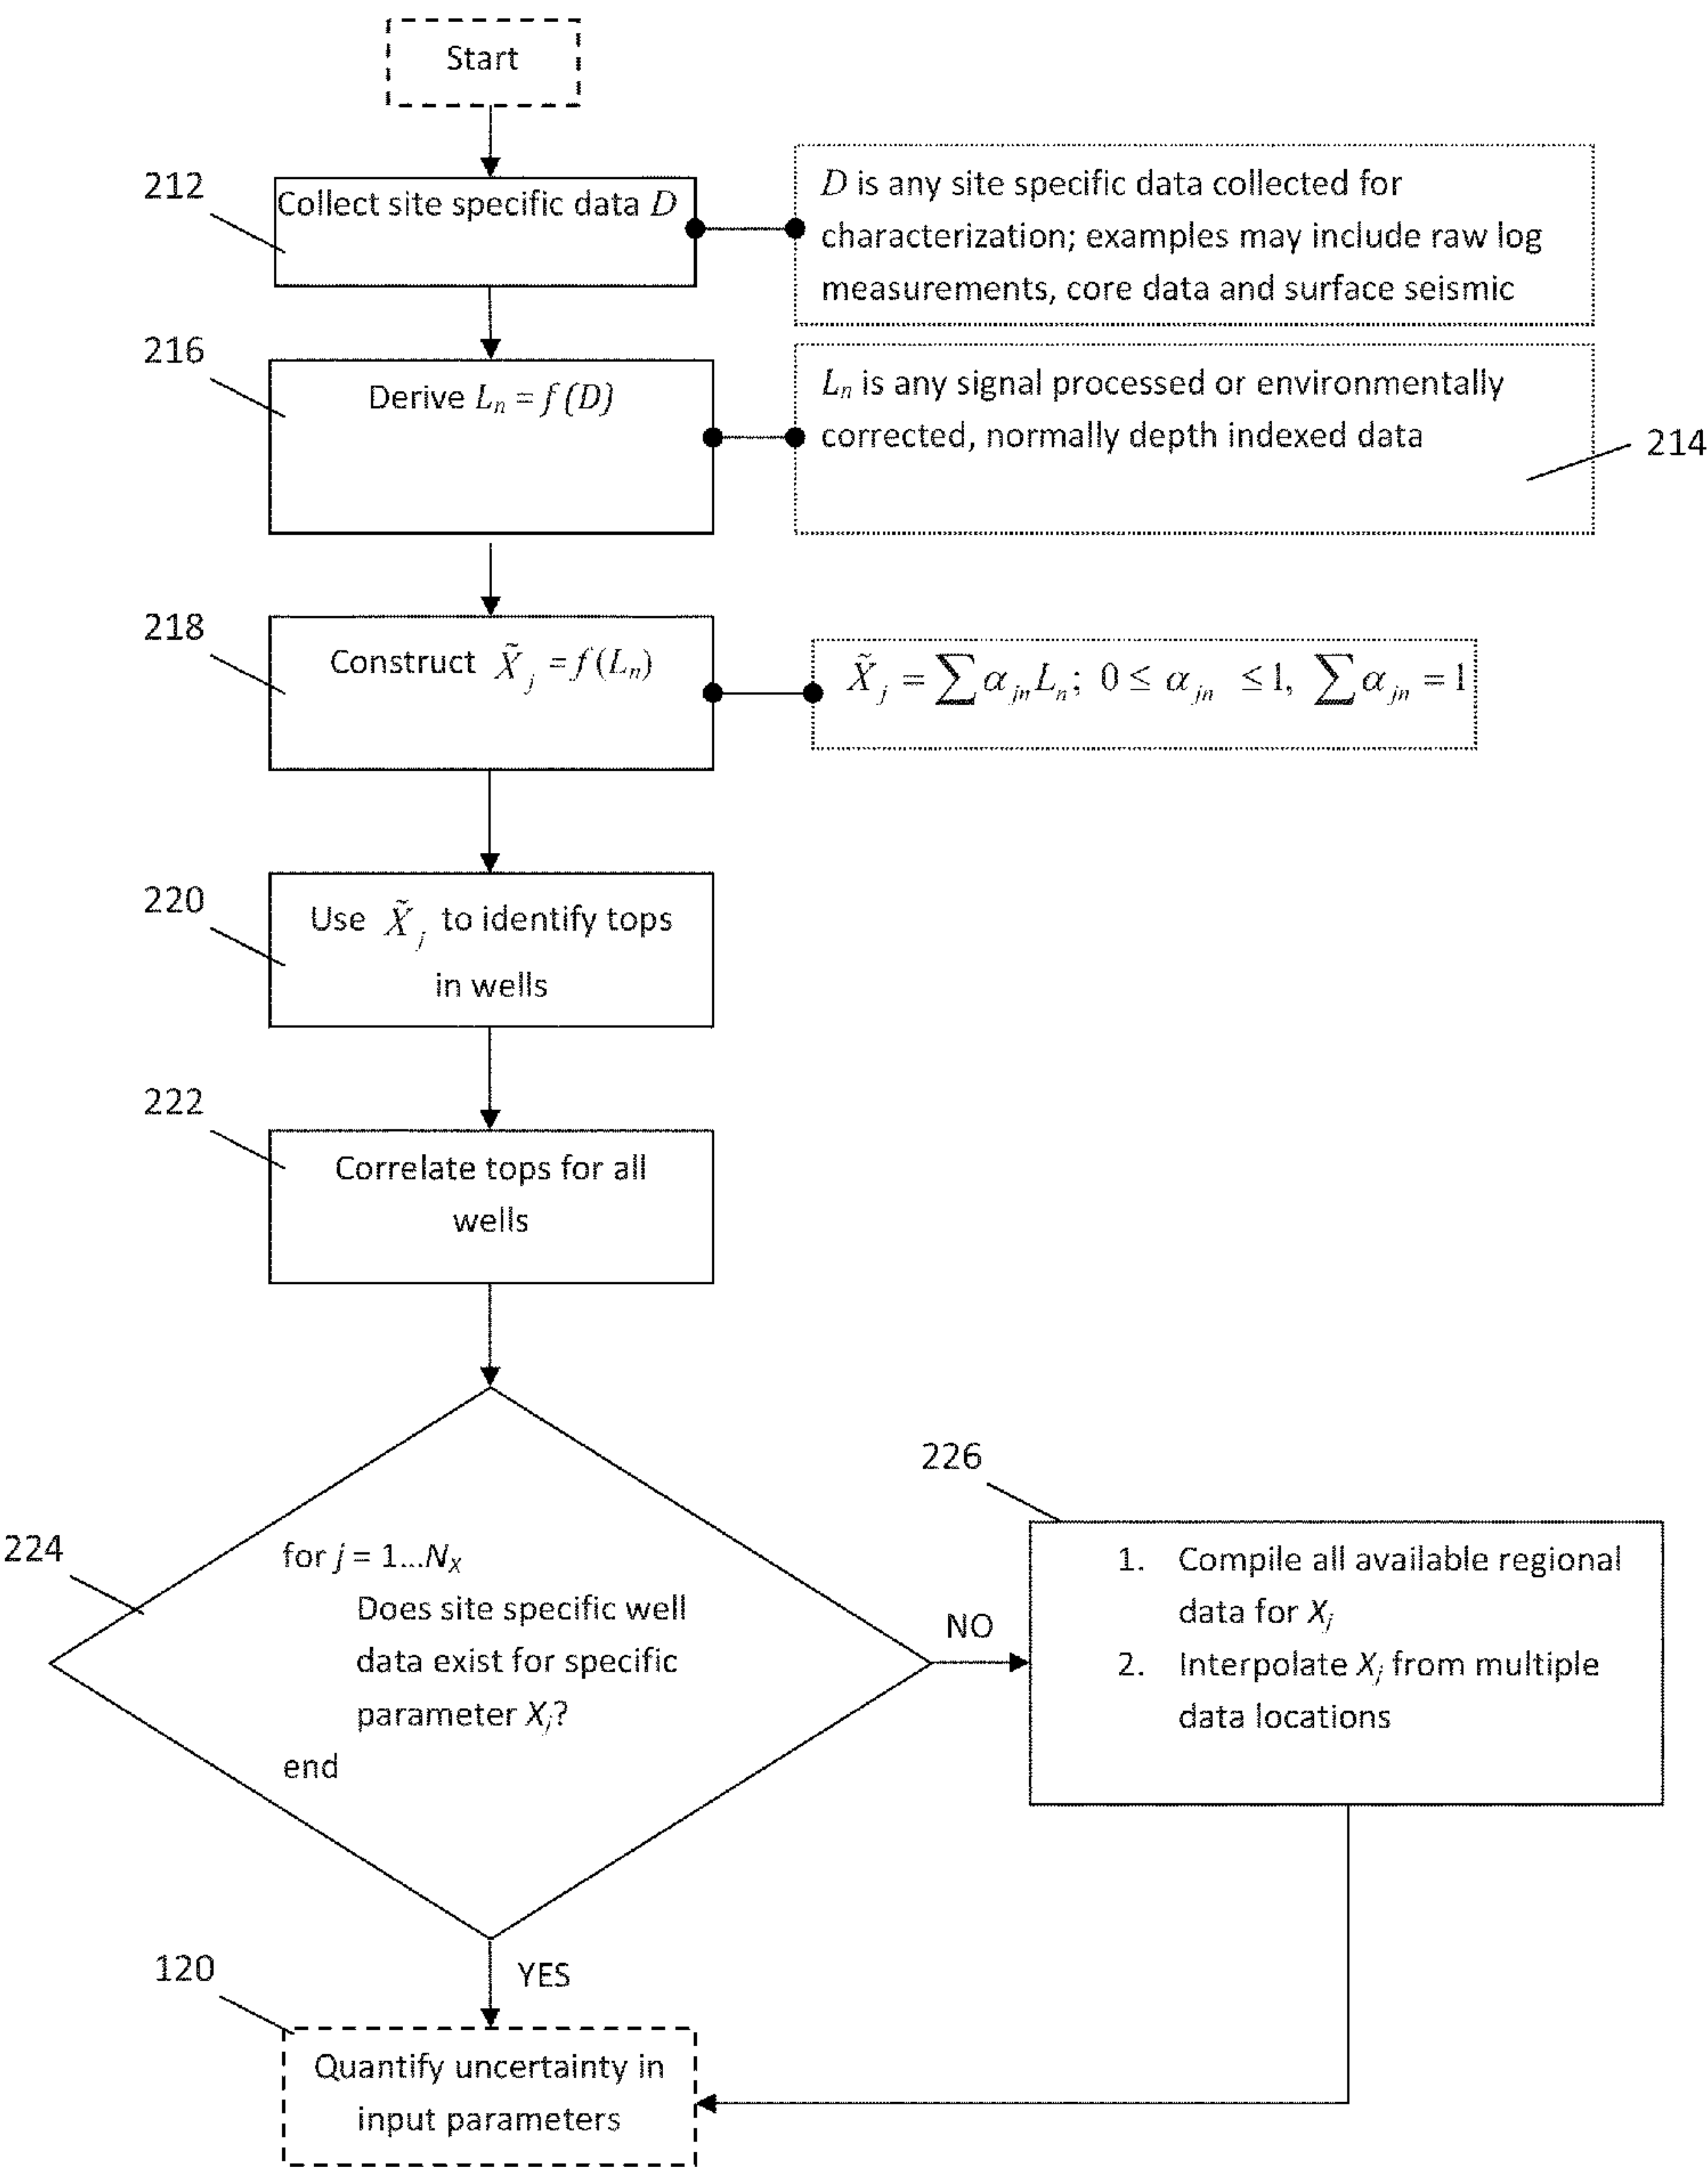 Start
212
Collect site specific data D
D is any site specific data collected for
characterization; examples may include raw log
measurements, core data and surface seismic
216
Derive Lₙ = f(D)
Lₙ is any signal processed or environmentally
corrected, normally depth indexed data
214
218
Construct X̃ⱼ = f(Lₙ)
X̃ⱼ = ∑αⱼₙLₙ; 0 ≤ αⱼₙ ≤ 1, ∑αⱼₙ = 1
220
Use X̃ⱼ to identify tops
in wells
222
Correlate tops for all
wells
224
for j = 1...N_X
Does site specific well
data exist for specific
parameter Xⱼ?
end
NO
226
1. Compile all available regional
data for Xⱼ
2. Interpolate Xⱼ from multiple
data locations
YES
120
Quantify uncertainty in
input parameters